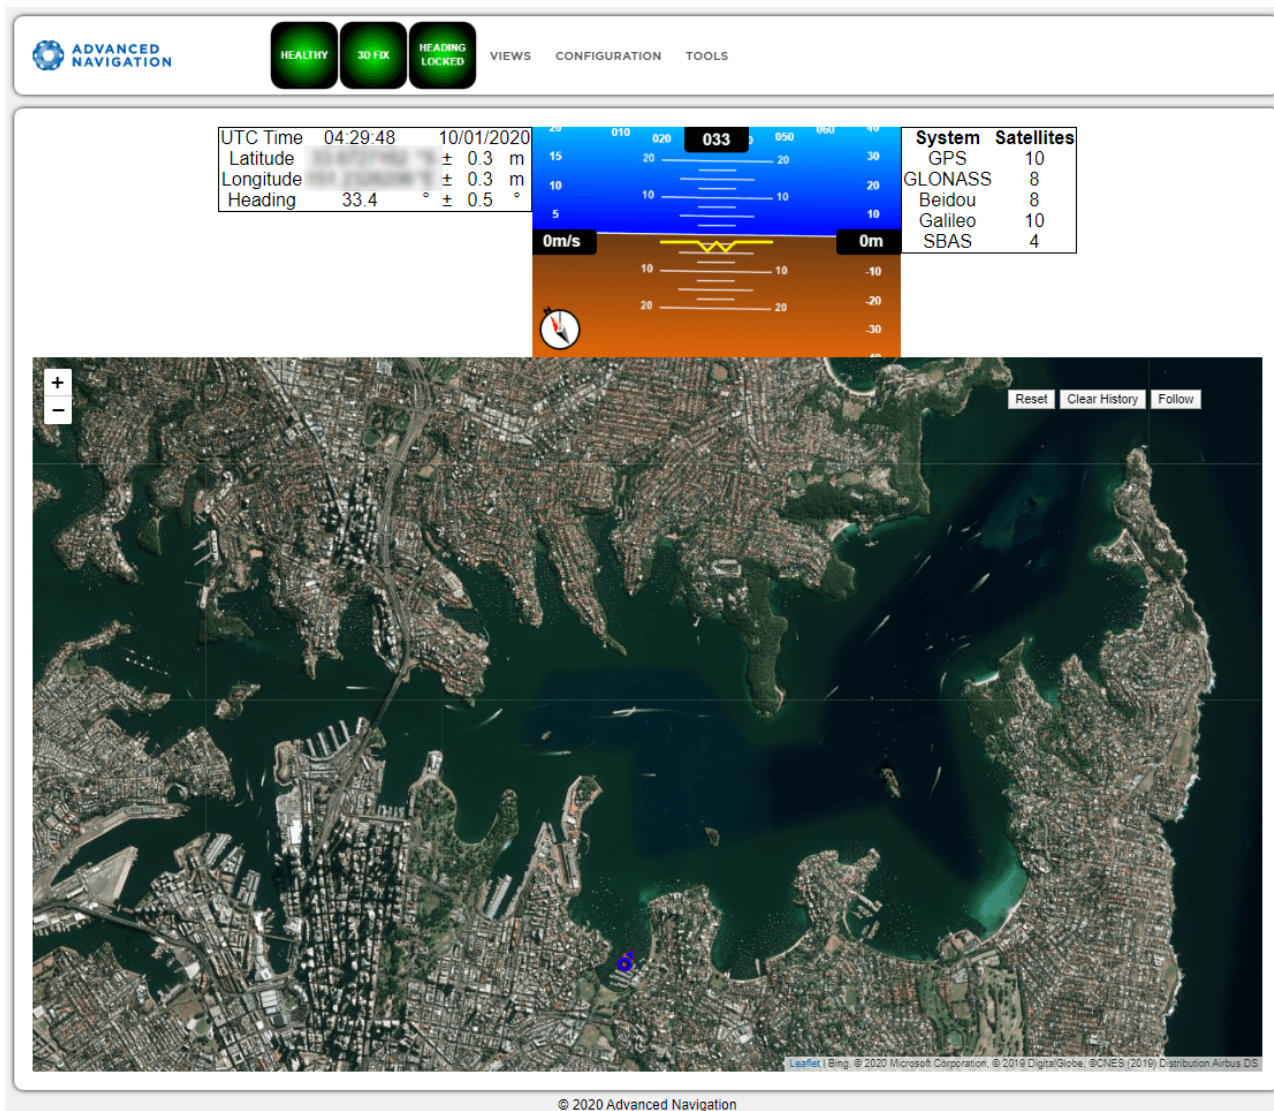 ADVANCED
NAVIGATION
HEALTHY
3D FIX
HEADING
LOCKED
VIEWS
CONFIGURATION
TOOLS
UTC Time 04:29:48 10/01/2020
Latitude ± 0.3 m
Longitude ± 0.3 m
Heading 33.4 ° ± 0.5 °
20 010 020 033 050 060 40
15 20 20 30
10 10 10 20
5 10
0m/s 0m
10 10 -10
20 20 -20
N -30
System Satellites
GPS 10
GLONASS 8
Beidou 8
Galileo 10
SBAS 4
+
−
Reset Clear History Follow
Leaflet | Bing, © 2020 Microsoft Corporation, © 2019 DigitalGlobe, ©CNES (2019) Distribution Airbus DS
© 2020 Advanced Navigation